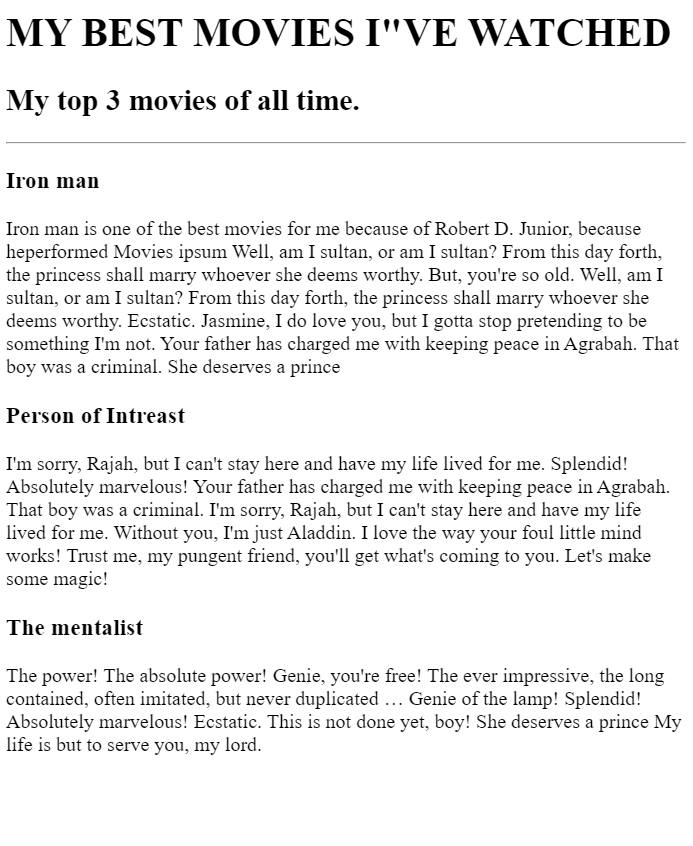 MY BEST MOVIES I"VE WATCHED
My top 3 movies of all time.
Iron man
Iron man is one of the best movies for me because of Robert D. Junior, because
heperformed Movies ipsum Well, am I sultan, or am I sultan? From this day forth,
the princess shall marry whoever she deems worthy. But, you're so old. Well, am I
sultan, or am I sultan? From this day forth, the princess shall marry whoever she
deems worthy. Ecstatic. Jasmine, I do love you, but I gotta stop pretending to be
something I'm not. Your father has charged me with keeping peace in Agrabah. That
boy was a criminal. She deserves a prince
Person of Intreast
I'm sorry, Rajah, but I can't stay here and have my life lived for me. Splendid!
Absolutely marvelous! Your father has charged me with keeping peace in Agrabah.
That boy was a criminal. I'm sorry, Rajah, but I can't stay here and have my life
lived for me. Without you, I'm just Aladdin. I love the way your foul little mind
works! Trust me, my pungent friend, you'll get what's coming to you. Let's make
some magic!
The mentalist
The power! The absolute power! Genie, you're free! The ever impressive, the long
contained, often imitated, but never duplicated … Genie of the lamp! Splendid!
Absolutely marvelous! Ecstatic. This is not done yet, boy! She deserves a prince My
life is but to serve you, my lord.